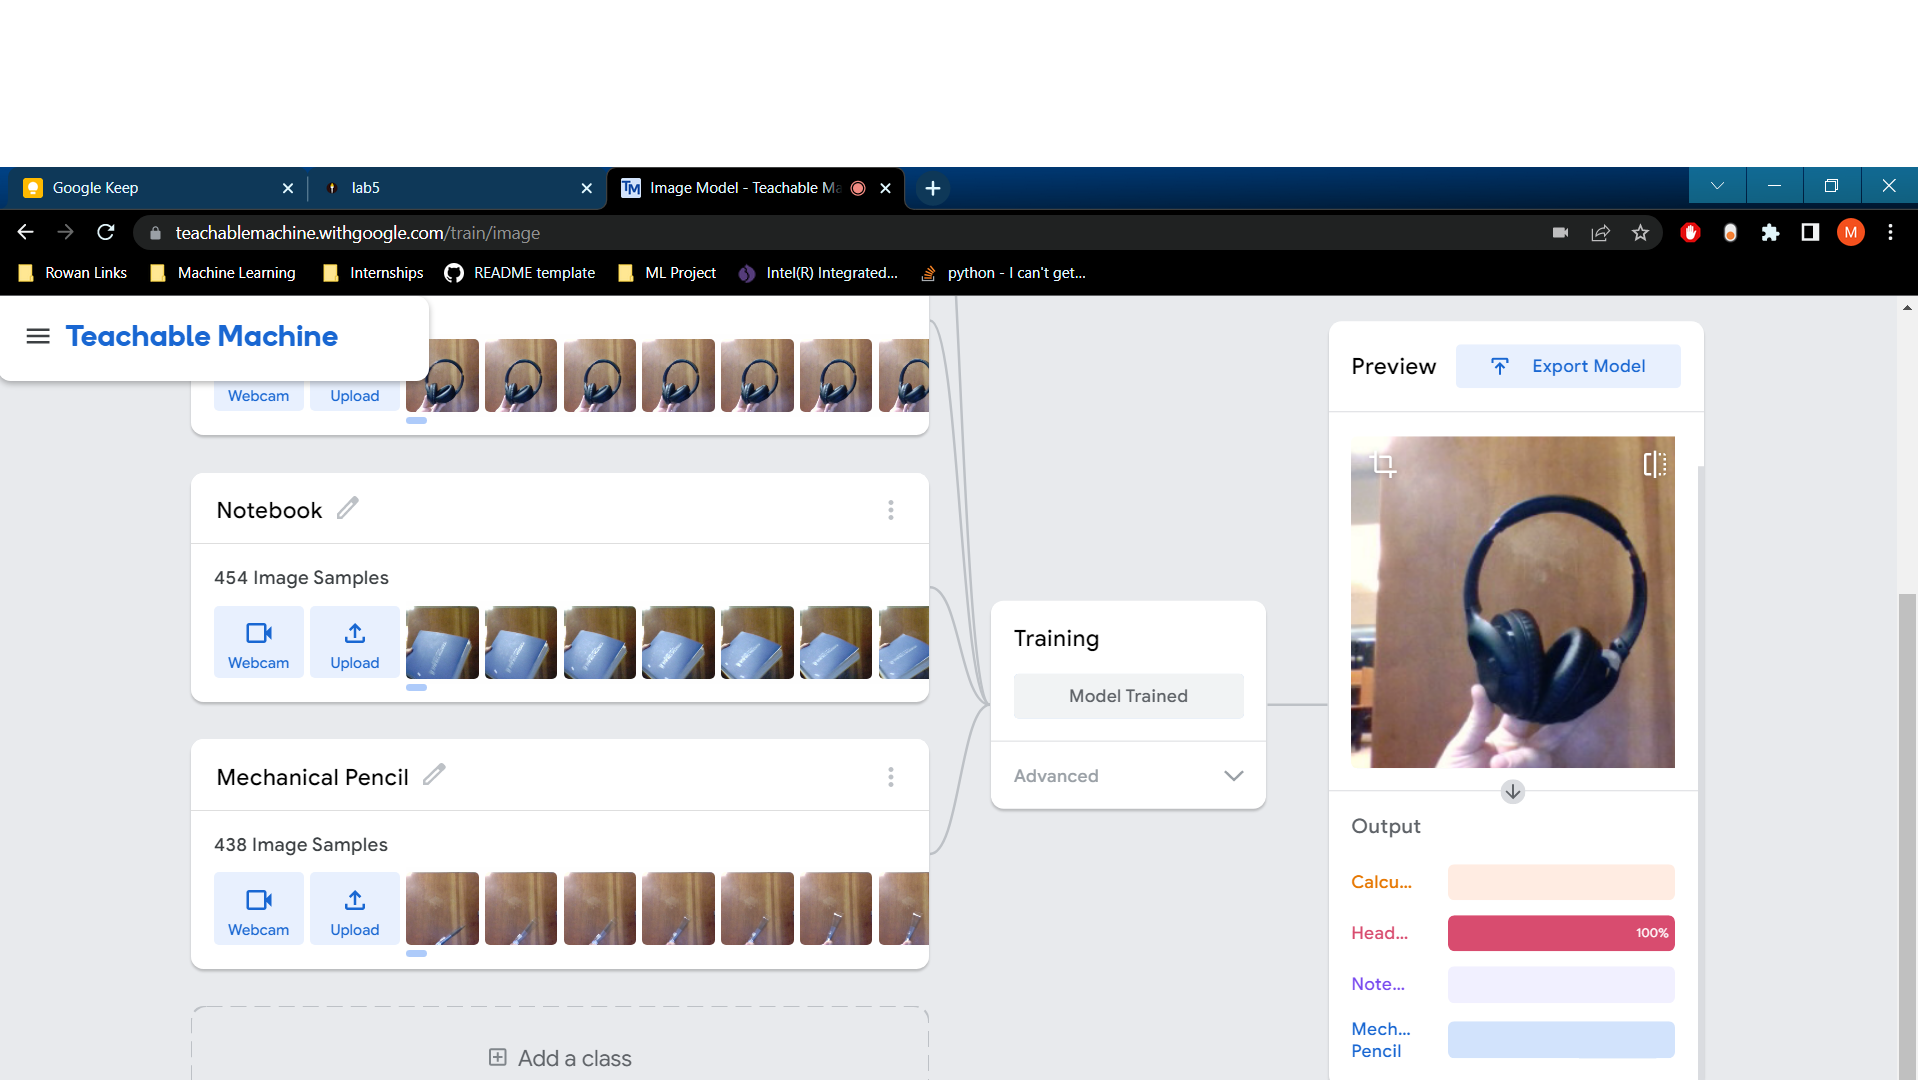 Google Keep
lab5
TM Image Model - Teachable Ma
teachablemachine.withgoogle.com/train/image
M
Rowan Links Machine Learning Internships README template ML Project Intel(R) Integrated... python - I can't get...
Teachable Machine
Webcam Upload
Notebook
454 Image Samples
Webcam Upload
Mechanical Pencil
438 Image Samples
Webcam Upload
Add a class
Training
Model Trained
Advanced
Preview Export Model
Output
Calcu...
Head... 100%
Note...
Mech...
Pencil